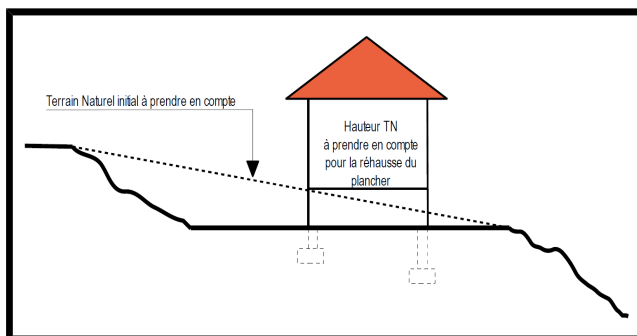 Terrain Naturel initial à prendre en compte
Hauteur TN
à prendre en compte
pour la réhausse du
plancher